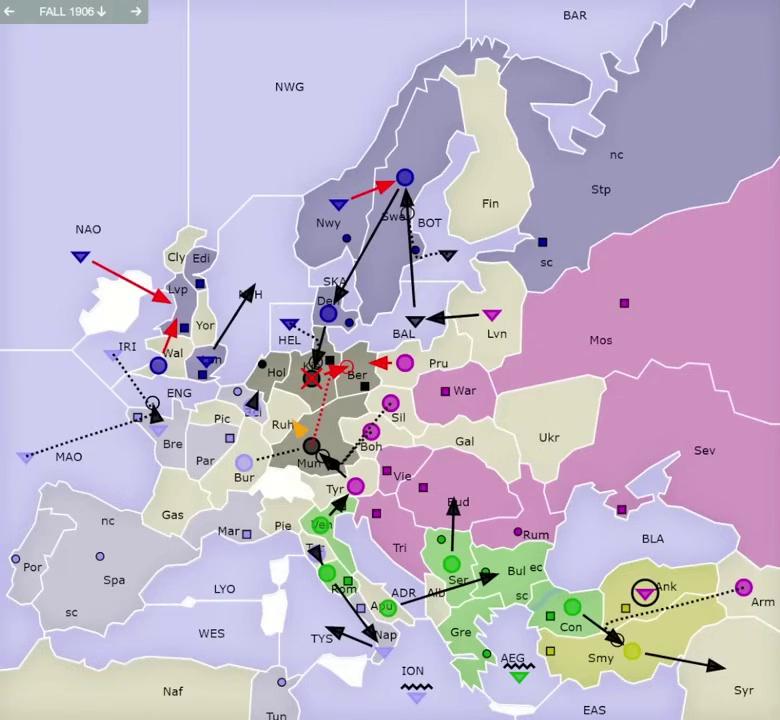 FALL 1906
BAR
NWG
nc
Stp
Fin
Nwy
Swe
BOT
NAO
Cly
Edi
sc
SKA
Lvp
Den
NTH
Yor
HEL
BAL
Lvn
Mos
IRI
Wal
Lon
Kie
Ber
Pru
Hol
ENG
War
Bel
Sil
Pic
Ruh
Bre
Boh
Gal
Ukr
Par
MAO
Bur
Mun
Vie
Sev
Tyr
Bud
Gas
nc
Mar
Pie
Ven
Tri
Rum
BLA
Por
Tus
Spa
LYO
Bul
ec
Ser
Ank
Rom
ADR
Alb
sc
Arm
Apu
sc
WES
Con
Nap
TYS
Gre
AEG
Smy
ION
Syr
Naf
Tun
EAS